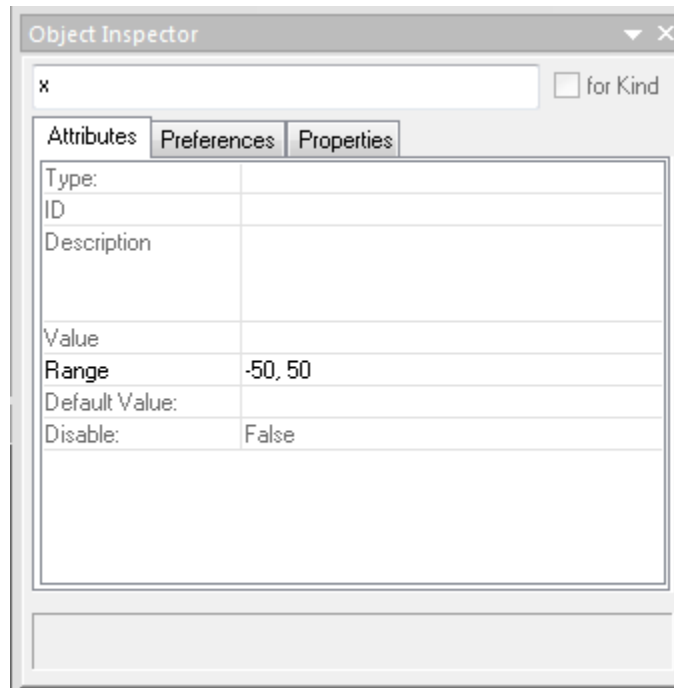 Object Inspector
x
for Kind
Attributes Preferences Properties
Type:
ID
Description
Value
Range -50, 50
Default Value:
Disable: False